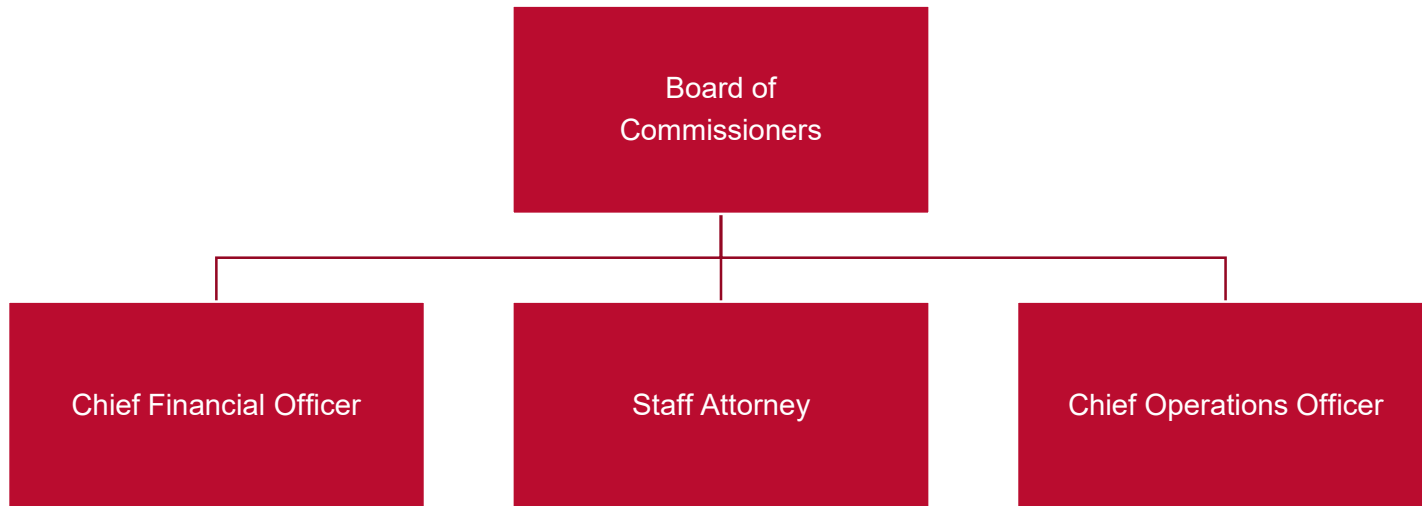 Board of
Commissioners
Chief Financial Officer
Staff Attorney
Chief Operations Officer